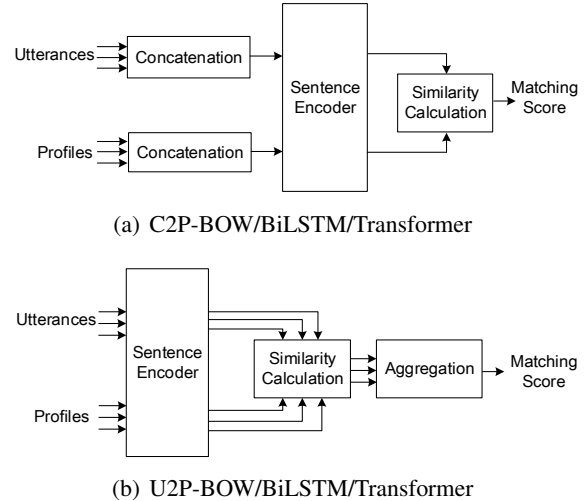 Utterances
Concatenation
Sentence
Encoder
Similarity
Calculation
Matching
Score
Profiles
Concatenation
(a) C2P-BOW/BiLSTM/Transformer
Utterances
Sentence
Encoder
Similarity
Calculation
Aggregation
Matching
Score
Profiles
(b) U2P-BOW/BiLSTM/Transformer